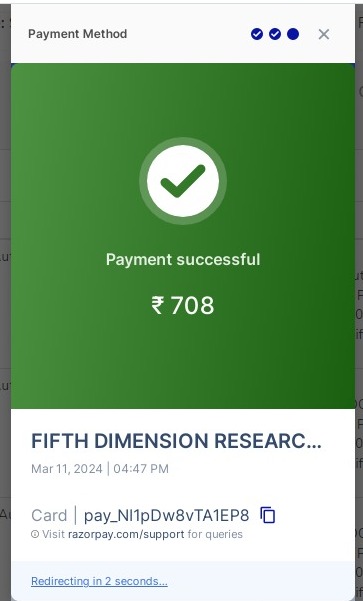 Payment Method
Payment successful
₹ 708
FIFTH DIMENSION RESEARC...
Mar 11, 2024 | 04:47 PM
Card | pay_NI1pDw8vTA1EP8
Visit razorpay.com/support for queries
Redirecting in 2 seconds...